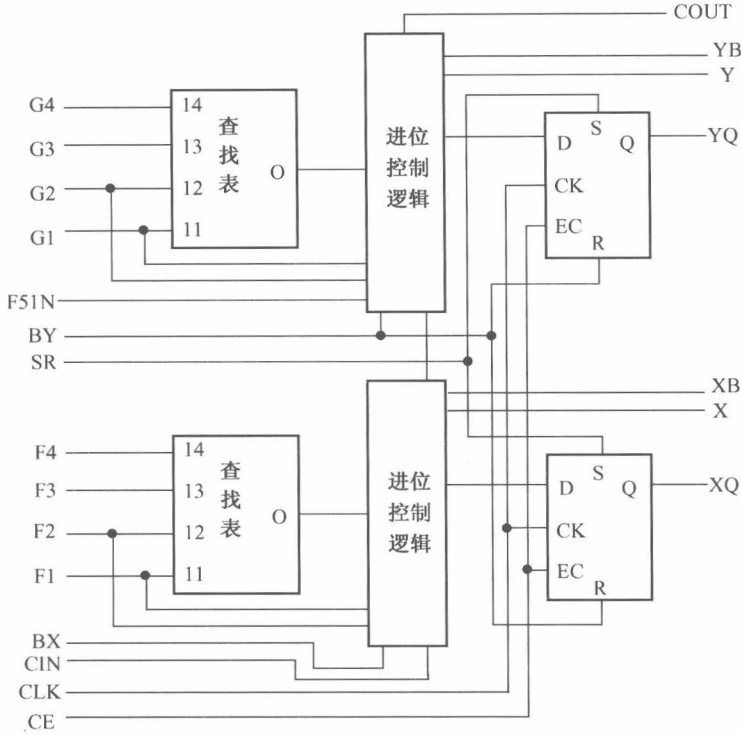 COUT
YB
Y
G4
G3
G2
G1
14
13
12
11
查找表
O
进位控制逻辑
S
D
Q
CK
EC
R
YQ
F51N
BY
SR
XB
X
F4
F3
F2
F1
14
13
12
11
查找表
O
进位控制逻辑
S
D
Q
CK
EC
R
XQ
BX
CIN
CLK
CE